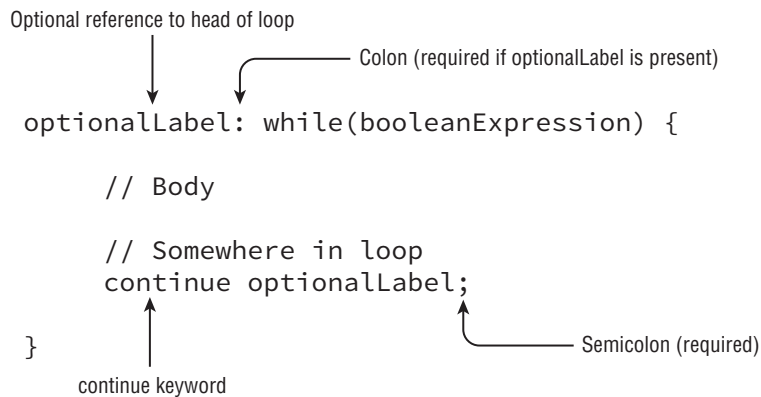 Optional reference to head of loop
Colon (required if optionalLabel is present)
optionalLabel: while(booleanExpression) {
// Body
// Somewhere in loop
continue optionalLabel;
}
Semicolon (required)
continue keyword